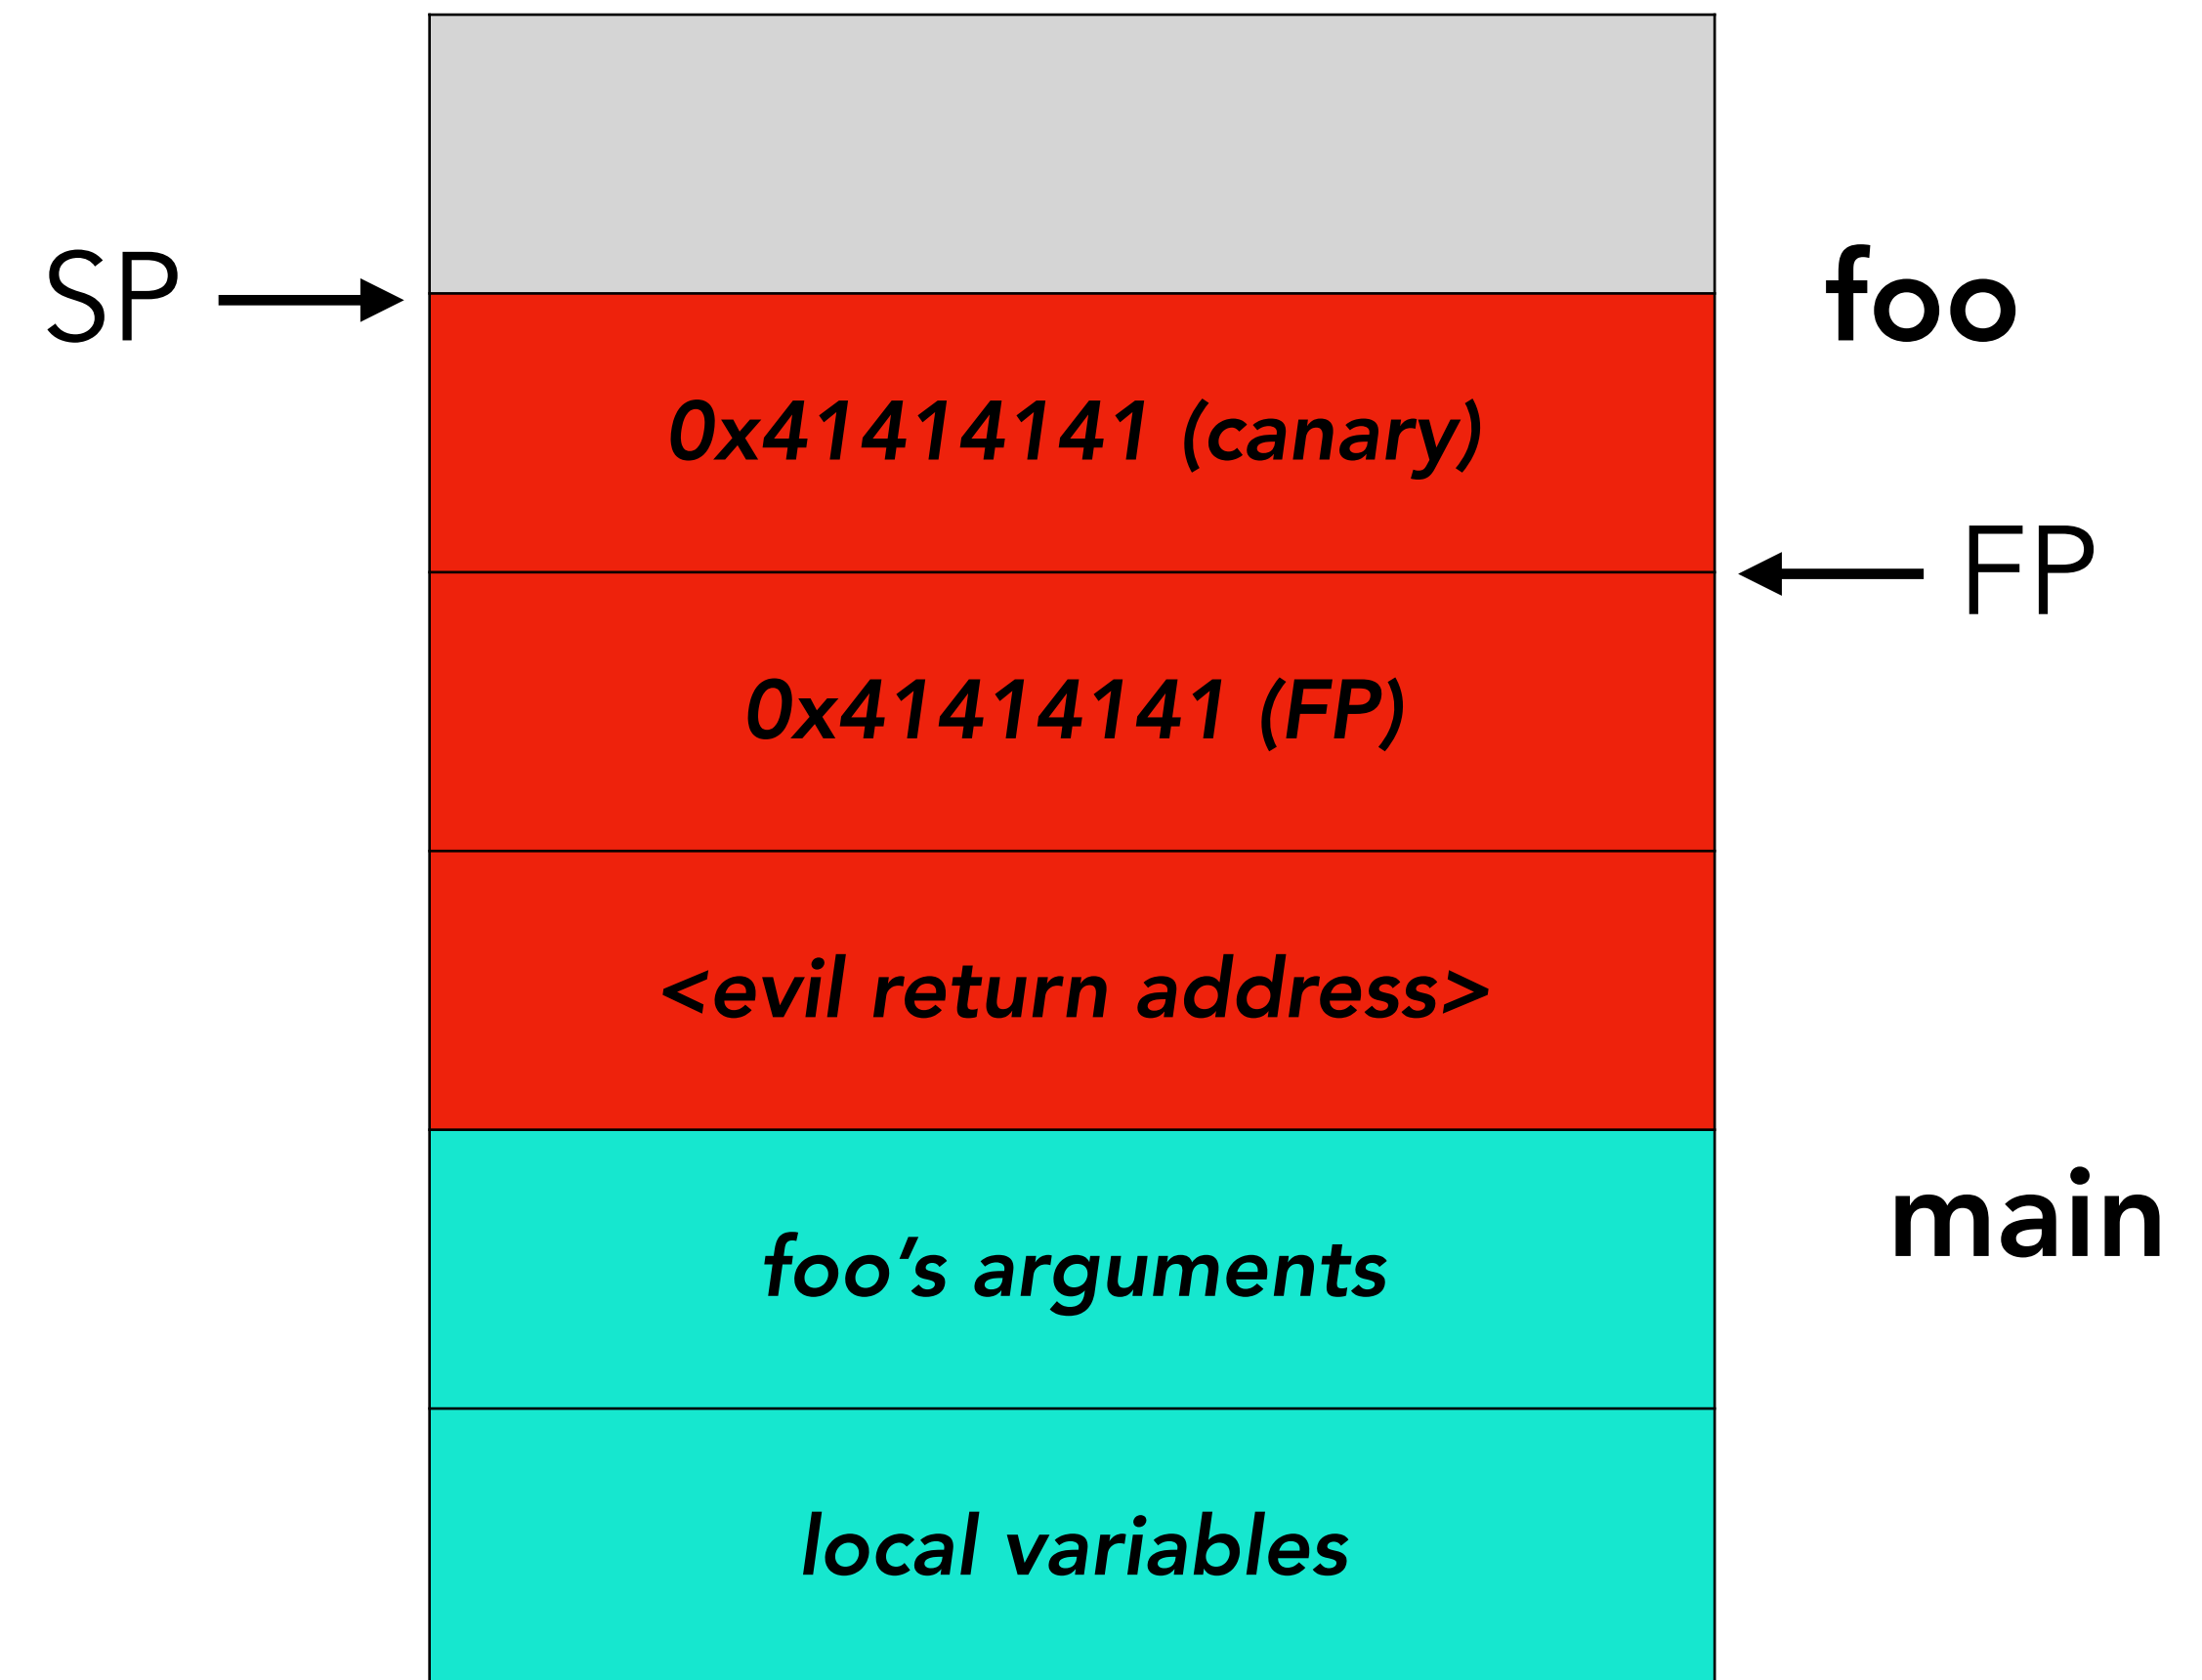 SP
foo
0x41414141 (canary)
FP
0x41414141 (FP)
<evil return address>
main
foo’s arguments
local variables